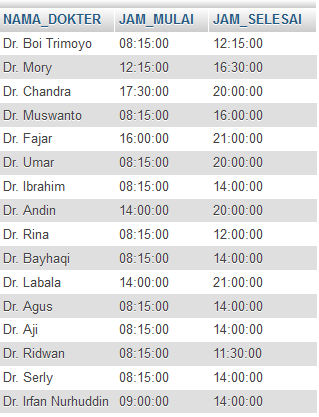 NAMA_DOKTER JAM_MULAI JAM_SELESAI
Dr. Boi Trimoyo 08:15:00 12:15:00
Dr. Mory 12:15:00 16:30:00
Dr. Chandra 17:30:00 20:00:00
Dr. Muswanto 08:15:00 16:00:00
Dr. Fajar 16:00:00 21:00:00
Dr. Umar 08:15:00 20:00:00
Dr. Ibrahim 08:15:00 14:00:00
Dr. Andin 14:00:00 20:00:00
Dr. Rina 08:15:00 12:00:00
Dr. Bayhaqi 08:15:00 14:00:00
Dr. Labala 14:00:00 21:00:00
Dr. Agus 08:15:00 14:00:00
Dr. Aji 08:15:00 14:00:00
Dr. Ridwan 08:15:00 11:30:00
Dr. Serly 08:15:00 14:00:00
Dr. Irfan Nurhuddin 09:00:00 14:00:00